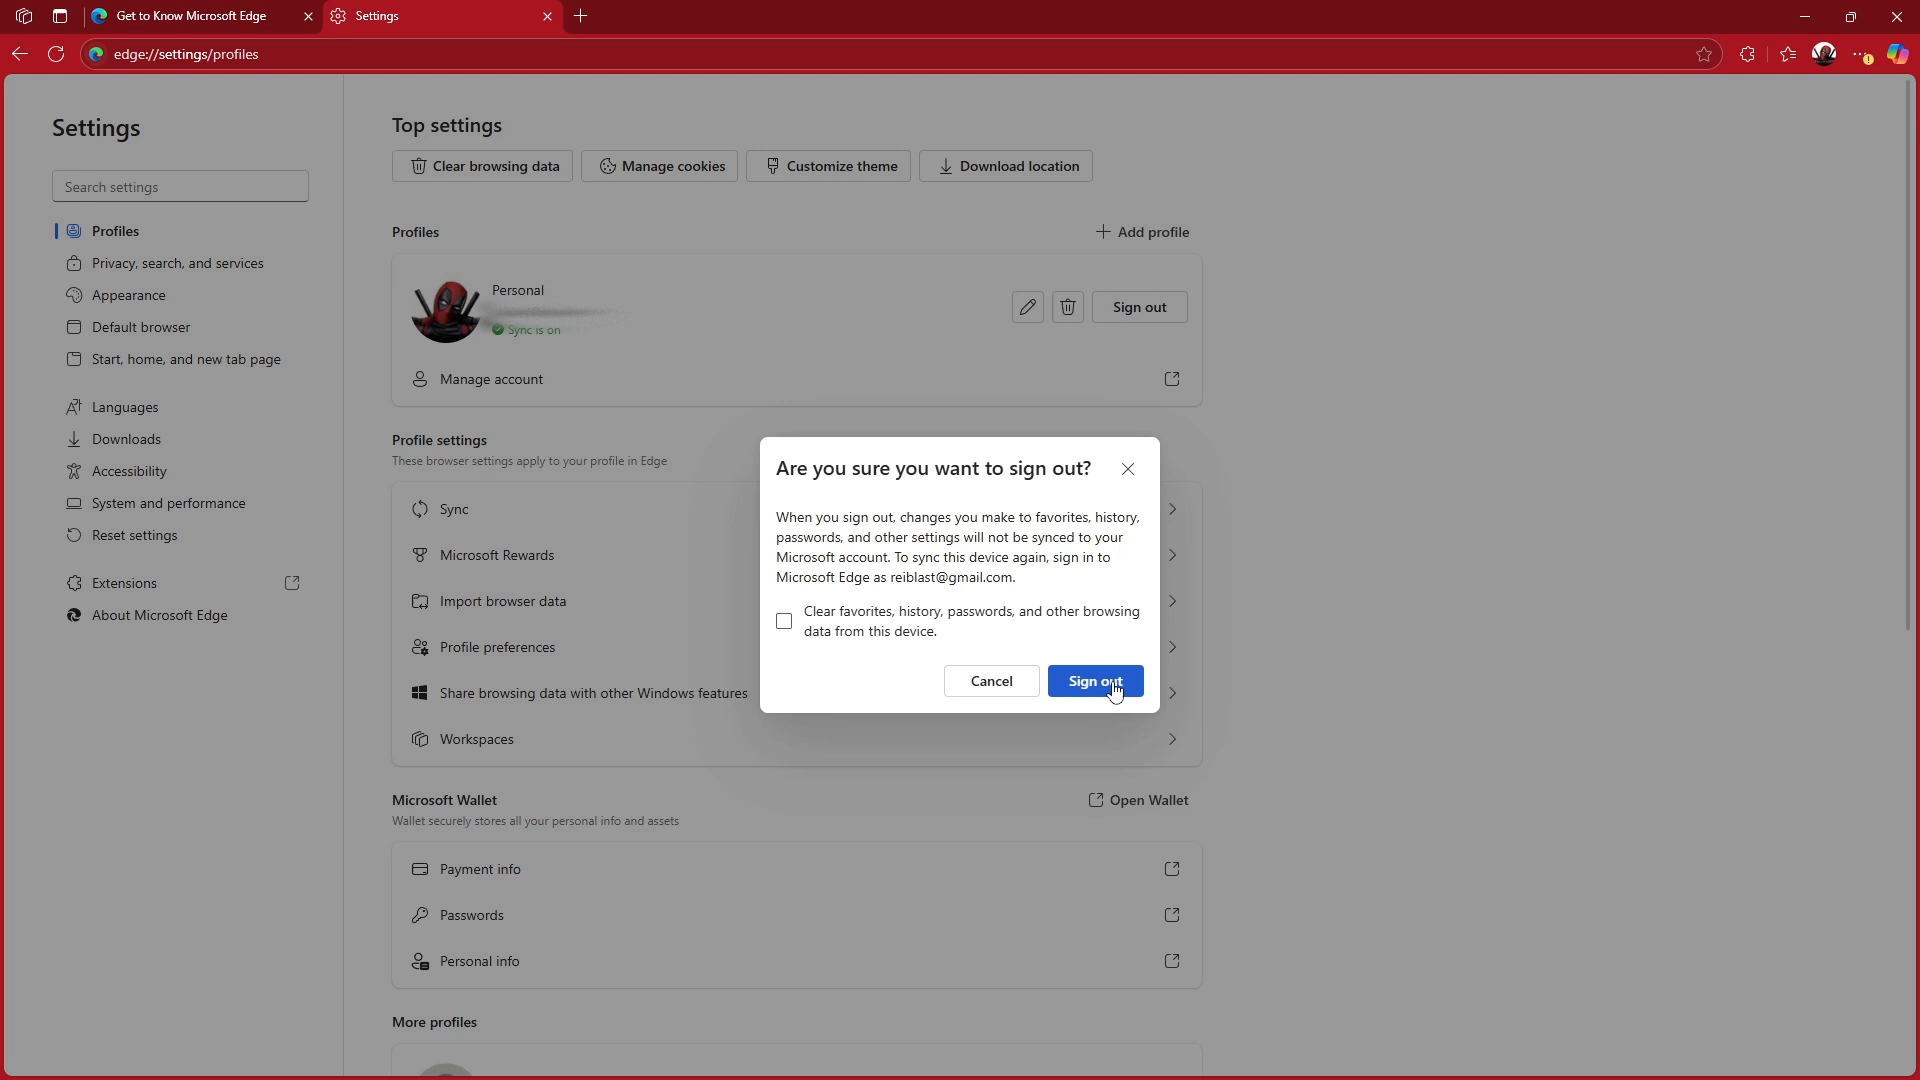 Get to Know Microsoft Edge
Settings
edge://settings/profiles
Settings
Search settings
Profiles
Privacy, search, and services
Appearance
Default browser
Start, home, and new tab page
Languages
Downloads
Accessibility
System and performance
Reset settings
Extensions
About Microsoft Edge
Top settings
Clear browsing data
Manage cookies
Customize theme
Download location
Profiles
Add profile
Personal
Sync is on
Sign out
Manage account
Profile settings
These browser settings apply to your profile in Edge
Sync
Microsoft Rewards
Import browser data
Profile preferences
Share browsing data with other Windows features
Workspaces
Are you sure you want to sign out?
When you sign out, changes you make to favorites, history,
passwords, and other settings will not be synced to your
Microsoft account. To sync this device again, sign in to
Microsoft Edge as reiblast@gmail.com.
Clear favorites, history, passwords, and other browsing
data from this device.
Cancel
Sign out
Microsoft Wallet
Open Wallet
Wallet securely stores all your personal info and assets
Payment info
Passwords
Personal info
More profiles